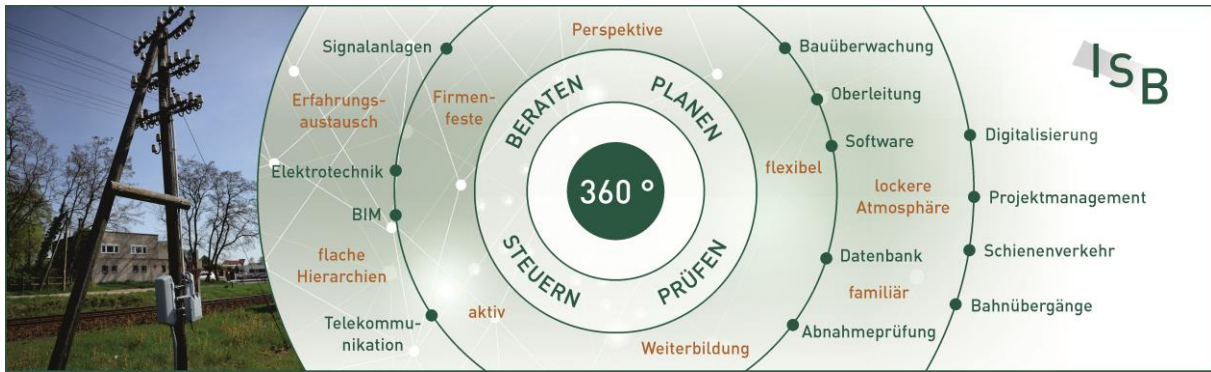 Perspektive
Signalanlagen
Bauüberwachung
Erfahrungs-
austausch
Firmen-
feste
BERATEN
PLANEN
Oberleitung
ISB
Digitalisierung
Software
Elektrotechnik
flexibel
360 °
lockere
Atmosphäre
Projektmanagement
BIM
flache
Hierarchien
STEUERN
PRÜFEN
Datenbank
Schienenverkehr
familiär
Bahnübergänge
aktiv
Telekommu-
nikation
Abnahmeprüfung
Weiterbildung